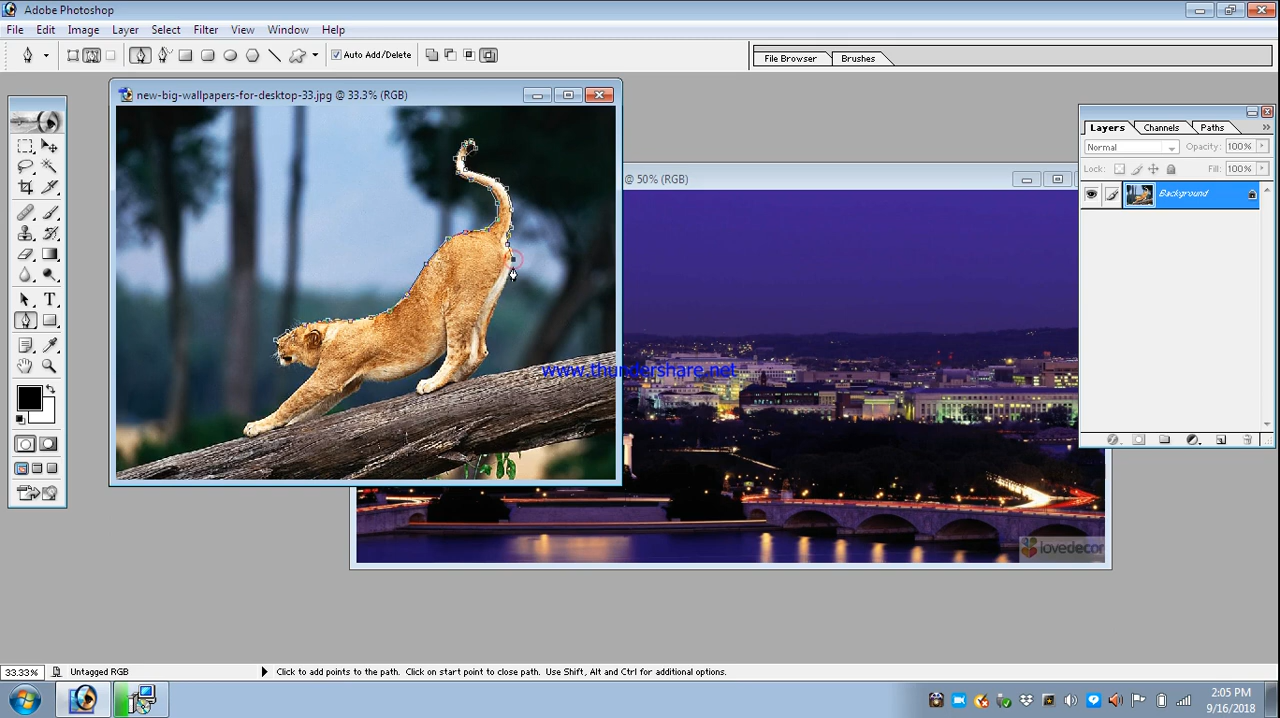 Adobe Photoshop
File Edit Image Layer Select Filter View Window Help
Auto Add/Delete
File Browser Brushes
new-big-wallpapers-for-desktop-33.jpg @ 33.3% (RGB)
@ 50% (RGB)
Layers Channels Paths
Normal Opacity: 100%
Lock: Fill: 100%
Background
www.thundershare.net
lovedecor
33.33% Untagged RGB Click to add points to the path. Click on start point to close path. Use Shift, Alt and Ctrl for additional options.
2:05 PM
9/16/2018